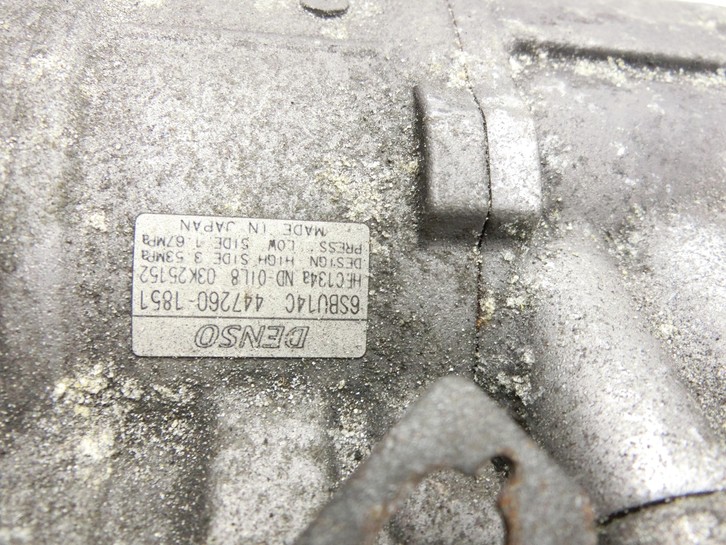 DENSO
6SBU14C 447260-1851
HFC134a ND-OIL8 03K25152
DESIGN HIGH SIDE 3.53MPa
PRESS. LOW SIDE 1.67MPa
MADE IN JAPAN